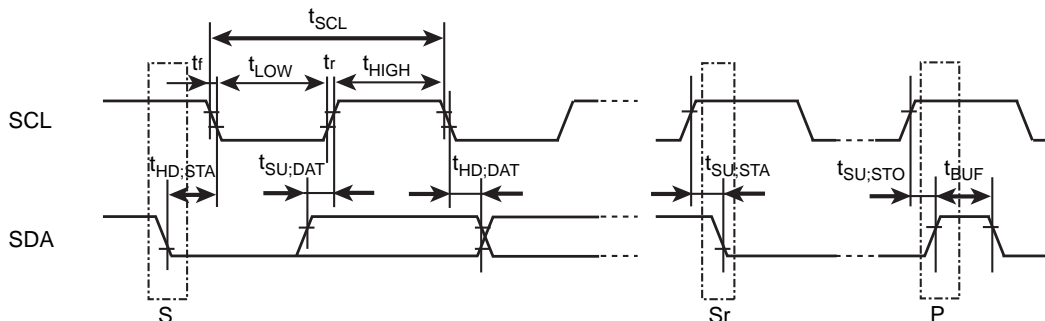 tSCL
tf tLOW tr tHIGH
SCL
tHD;STA tSU;DAT tHD;DAT tSU;STA tSU;STO tBUF
SDA
S Sr P